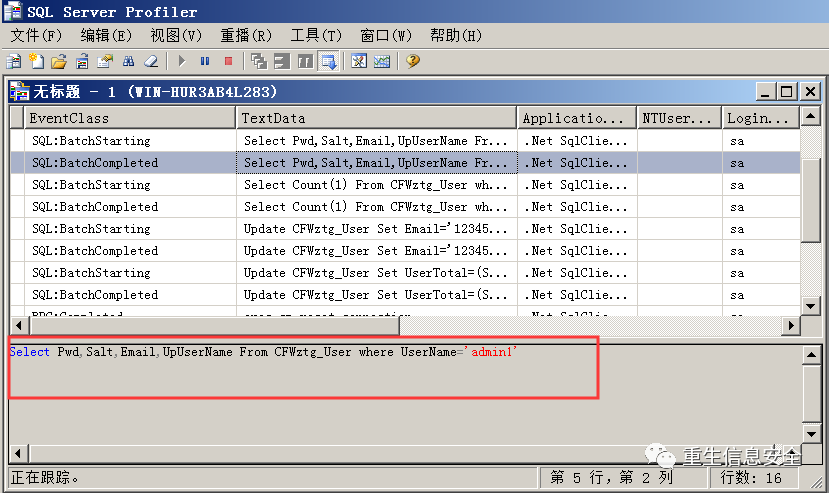 SQL Server Profiler
文件(F) 编辑(E) 视图(V) 重播(R) 工具(T) 窗口(W) 帮助(H)
无标题 - 1 (WIN-HUR3AB4L283)
EventClass TextData Applicatio... NTUser... Login...
SQL:BatchStarting Select Pwd,Salt,Email,UpUserName Fr... .Net SqlClie... sa
SQL:BatchCompleted Select Pwd,Salt,Email,UpUserName Fr... .Net SqlClie... sa
SQL:BatchStarting Select Count(1) From CFWztg_User wh... .Net SqlClie... sa
SQL:BatchCompleted Select Count(1) From CFWztg_User wh... .Net SqlClie... sa
SQL:BatchStarting Update CFWztg_User Set Email='12345... .Net SqlClie... sa
SQL:BatchCompleted Update CFWztg_User Set Email='12345... .Net SqlClie... sa
SQL:BatchStarting Update CFWztg_User Set UserTotal=(S... .Net SqlClie... sa
SQL:BatchCompleted Update CFWztg_User Set UserTotal=(S... .Net SqlClie... sa
Select Pwd,Salt,Email,UpUserName From CFWztg_User where UserName='admin1'
重生信息安全
正在跟踪。 第 5 行，第 2 列 行数: 16